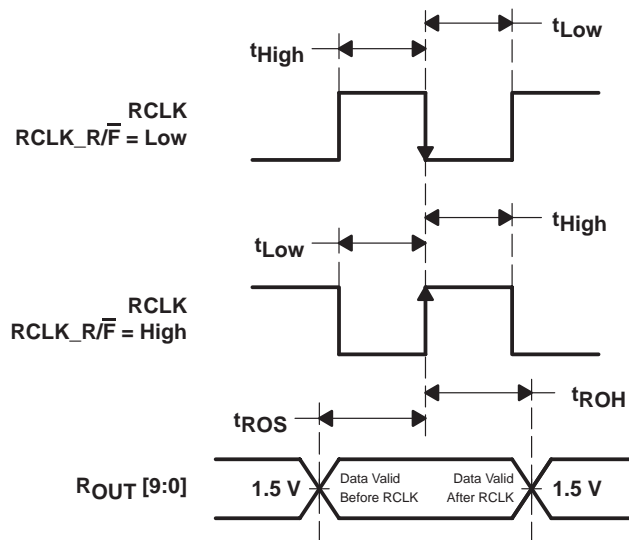 tLow
tHigh
RCLK
RCLK_R/F̅ = Low
tHigh
tLow
RCLK
RCLK_R/F̅ = High
tROH
tROS
ROUT [9:0]
1.5 V
Data Valid
Before RCLK
Data Valid
After RCLK
1.5 V